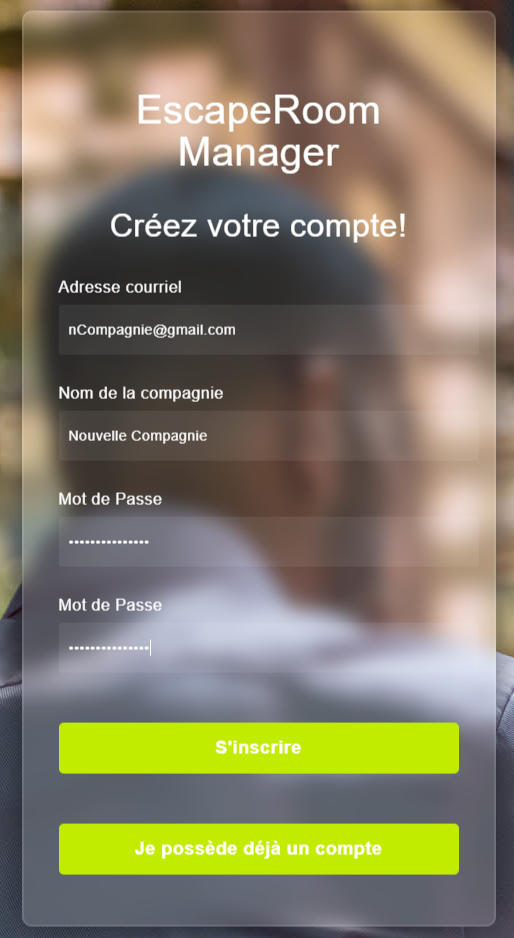 EscapeRoom
Manager
Créez votre compte!
Adresse courriel
nCompagnie@gmail.com
Nom de la compagnie
Nouvelle Compagnie
Mot de Passe
•••••••••••••••
Mot de Passe
•••••••••••••••
S'inscrire
Je possède déjà un compte